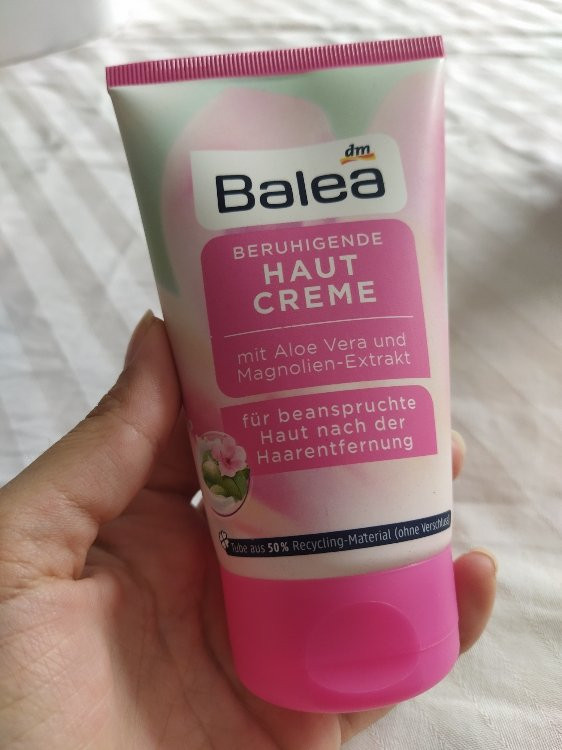 dm
Balea
BERUHIGENDE
HAUT
CREME
mit Aloe Vera und
Magnolien-Extrakt
für beanspruchte
Haut nach der
Haarentfernung
Tube aus 50% Recycling-Material (ohne Verschluss)